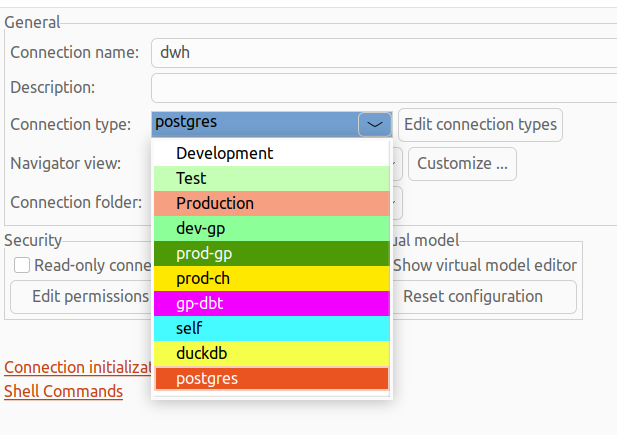 General
Connection name: dwh
Description:
Connection type: postgres Edit connection types
Development
Navigator view: Customize ...
Test
Production
Connection folder:
dev-gp
Security ual model
prod-gp
Read-only conne Show virtual model editor
prod-ch
Edit permissions Reset configuration
gp-dbt
self
duckdb
Connection initializat
postgres
Shell Commands